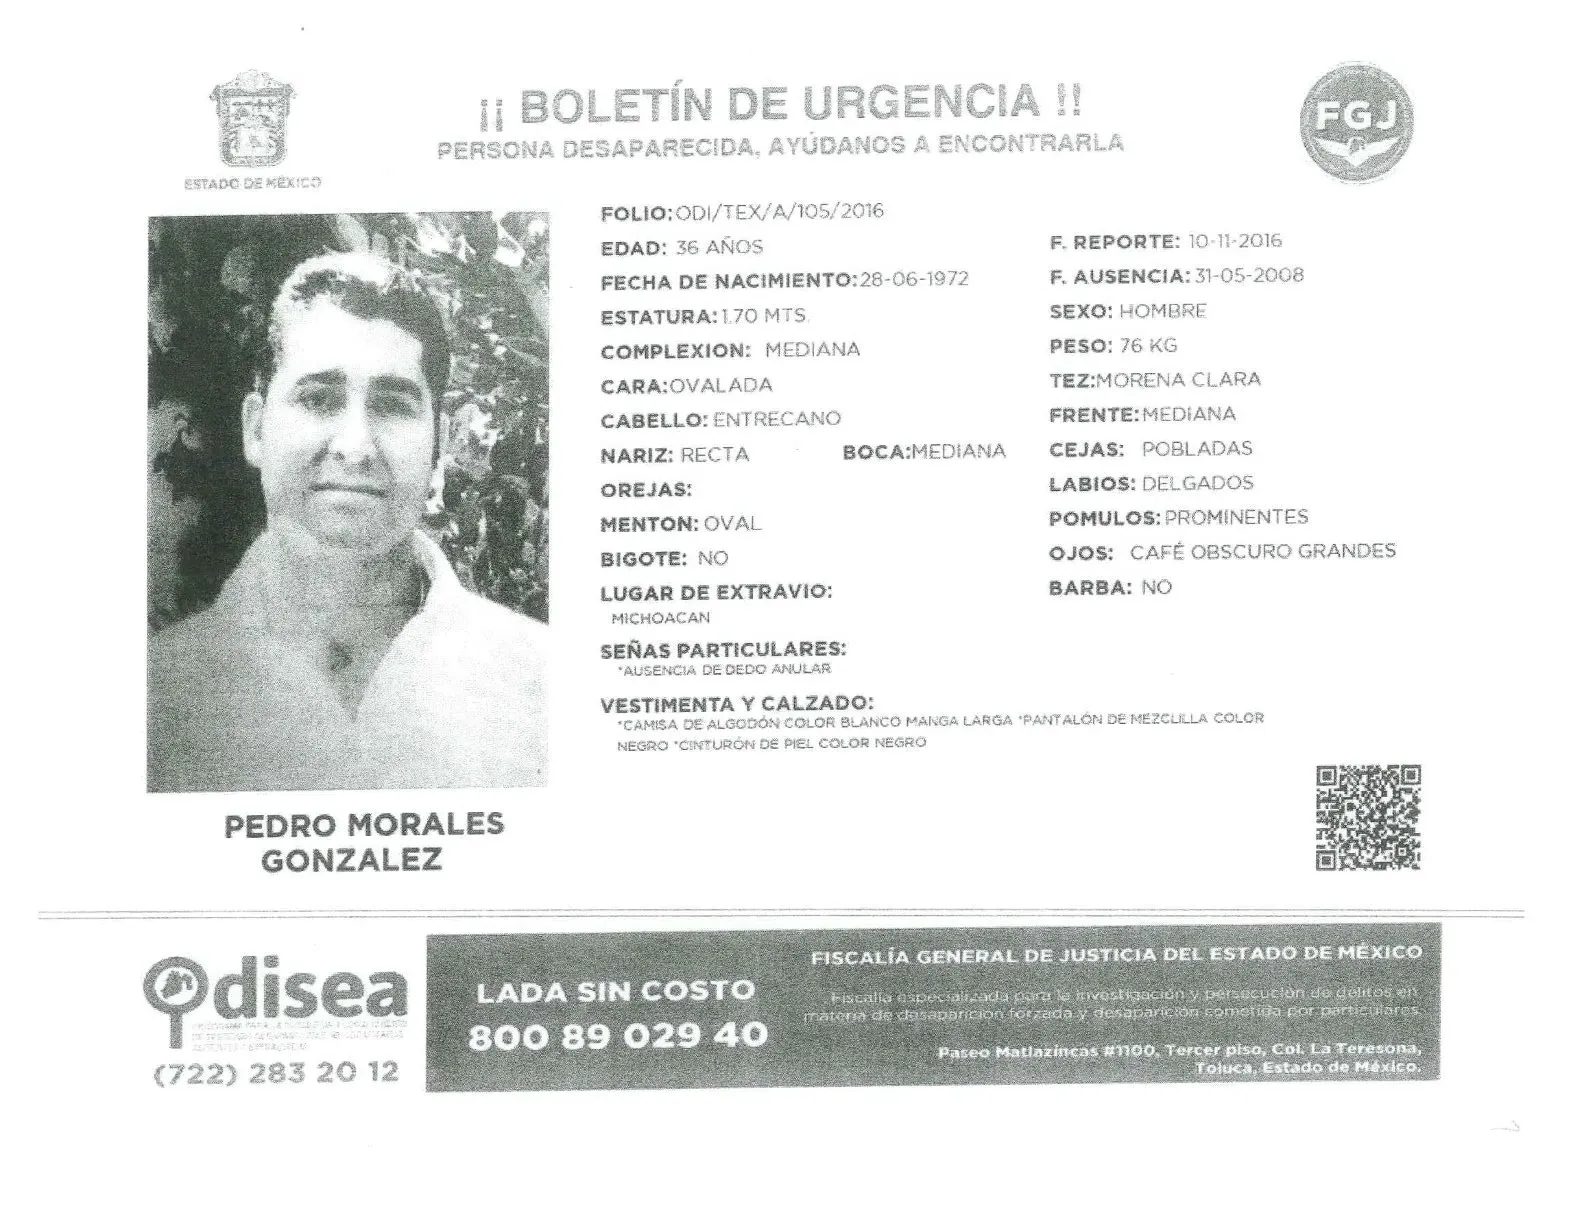 ¡¡ BOLETÍN DE URGENCIA !!
PERSONA DESAPARECIDA, AYÚDANOS A ENCONTRARLA
ESTADO DE MÉXICO
FGJ
FOLIO:ODI/TEX/A/105/2016
EDAD: 36 AÑOS
F. REPORTE: 10-11-2016
FECHA DE NACIMIENTO:28-06-1972
F. AUSENCIA:31-05-2008
ESTATURA:1.70 MTS.
SEXO: HOMBRE
COMPLEXION: MEDIANA
PESO: 76 KG
CARA:OVALADA
TEZ:MORENA CLARA
CABELLO: ENTRECANO
FRENTE:MEDIANA
NARIZ: RECTA BOCA:MEDIANA
CEJAS: POBLADAS
OREJAS:
LABIOS: DELGADOS
MENTON: OVAL
POMULOS:PROMINENTES
BIGOTE: NO
OJOS: CAFÉ OBSCURO GRANDES
LUGAR DE EXTRAVIO:
BARBA: NO
MICHOACAN
SEÑAS PARTICULARES:
*AUSENCIA DE DEDO ANULAR
VESTIMENTA Y CALZADO:
*CAMISA DE ALGODÓN COLOR BLANCO MANGA LARGA *PANTALÓN DE MEZCLILLA COLOR
NEGRO *CINTURÓN DE PIEL COLOR NEGRO
PEDRO MORALES
GONZALEZ
Odisea
(722) 283 20 12
LADA SIN COSTO
800 89 029 40
FISCALÍA GENERAL DE JUSTICIA DEL ESTADO DE MÉXICO
Fiscalía especializada para la investigación y persecución de delitos en
materia de desaparición forzada y desaparición cometida por particulares.
Paseo Matlazíncas #1100, Tercer piso, Col. La Teresona,
Toluca, Estado de México.